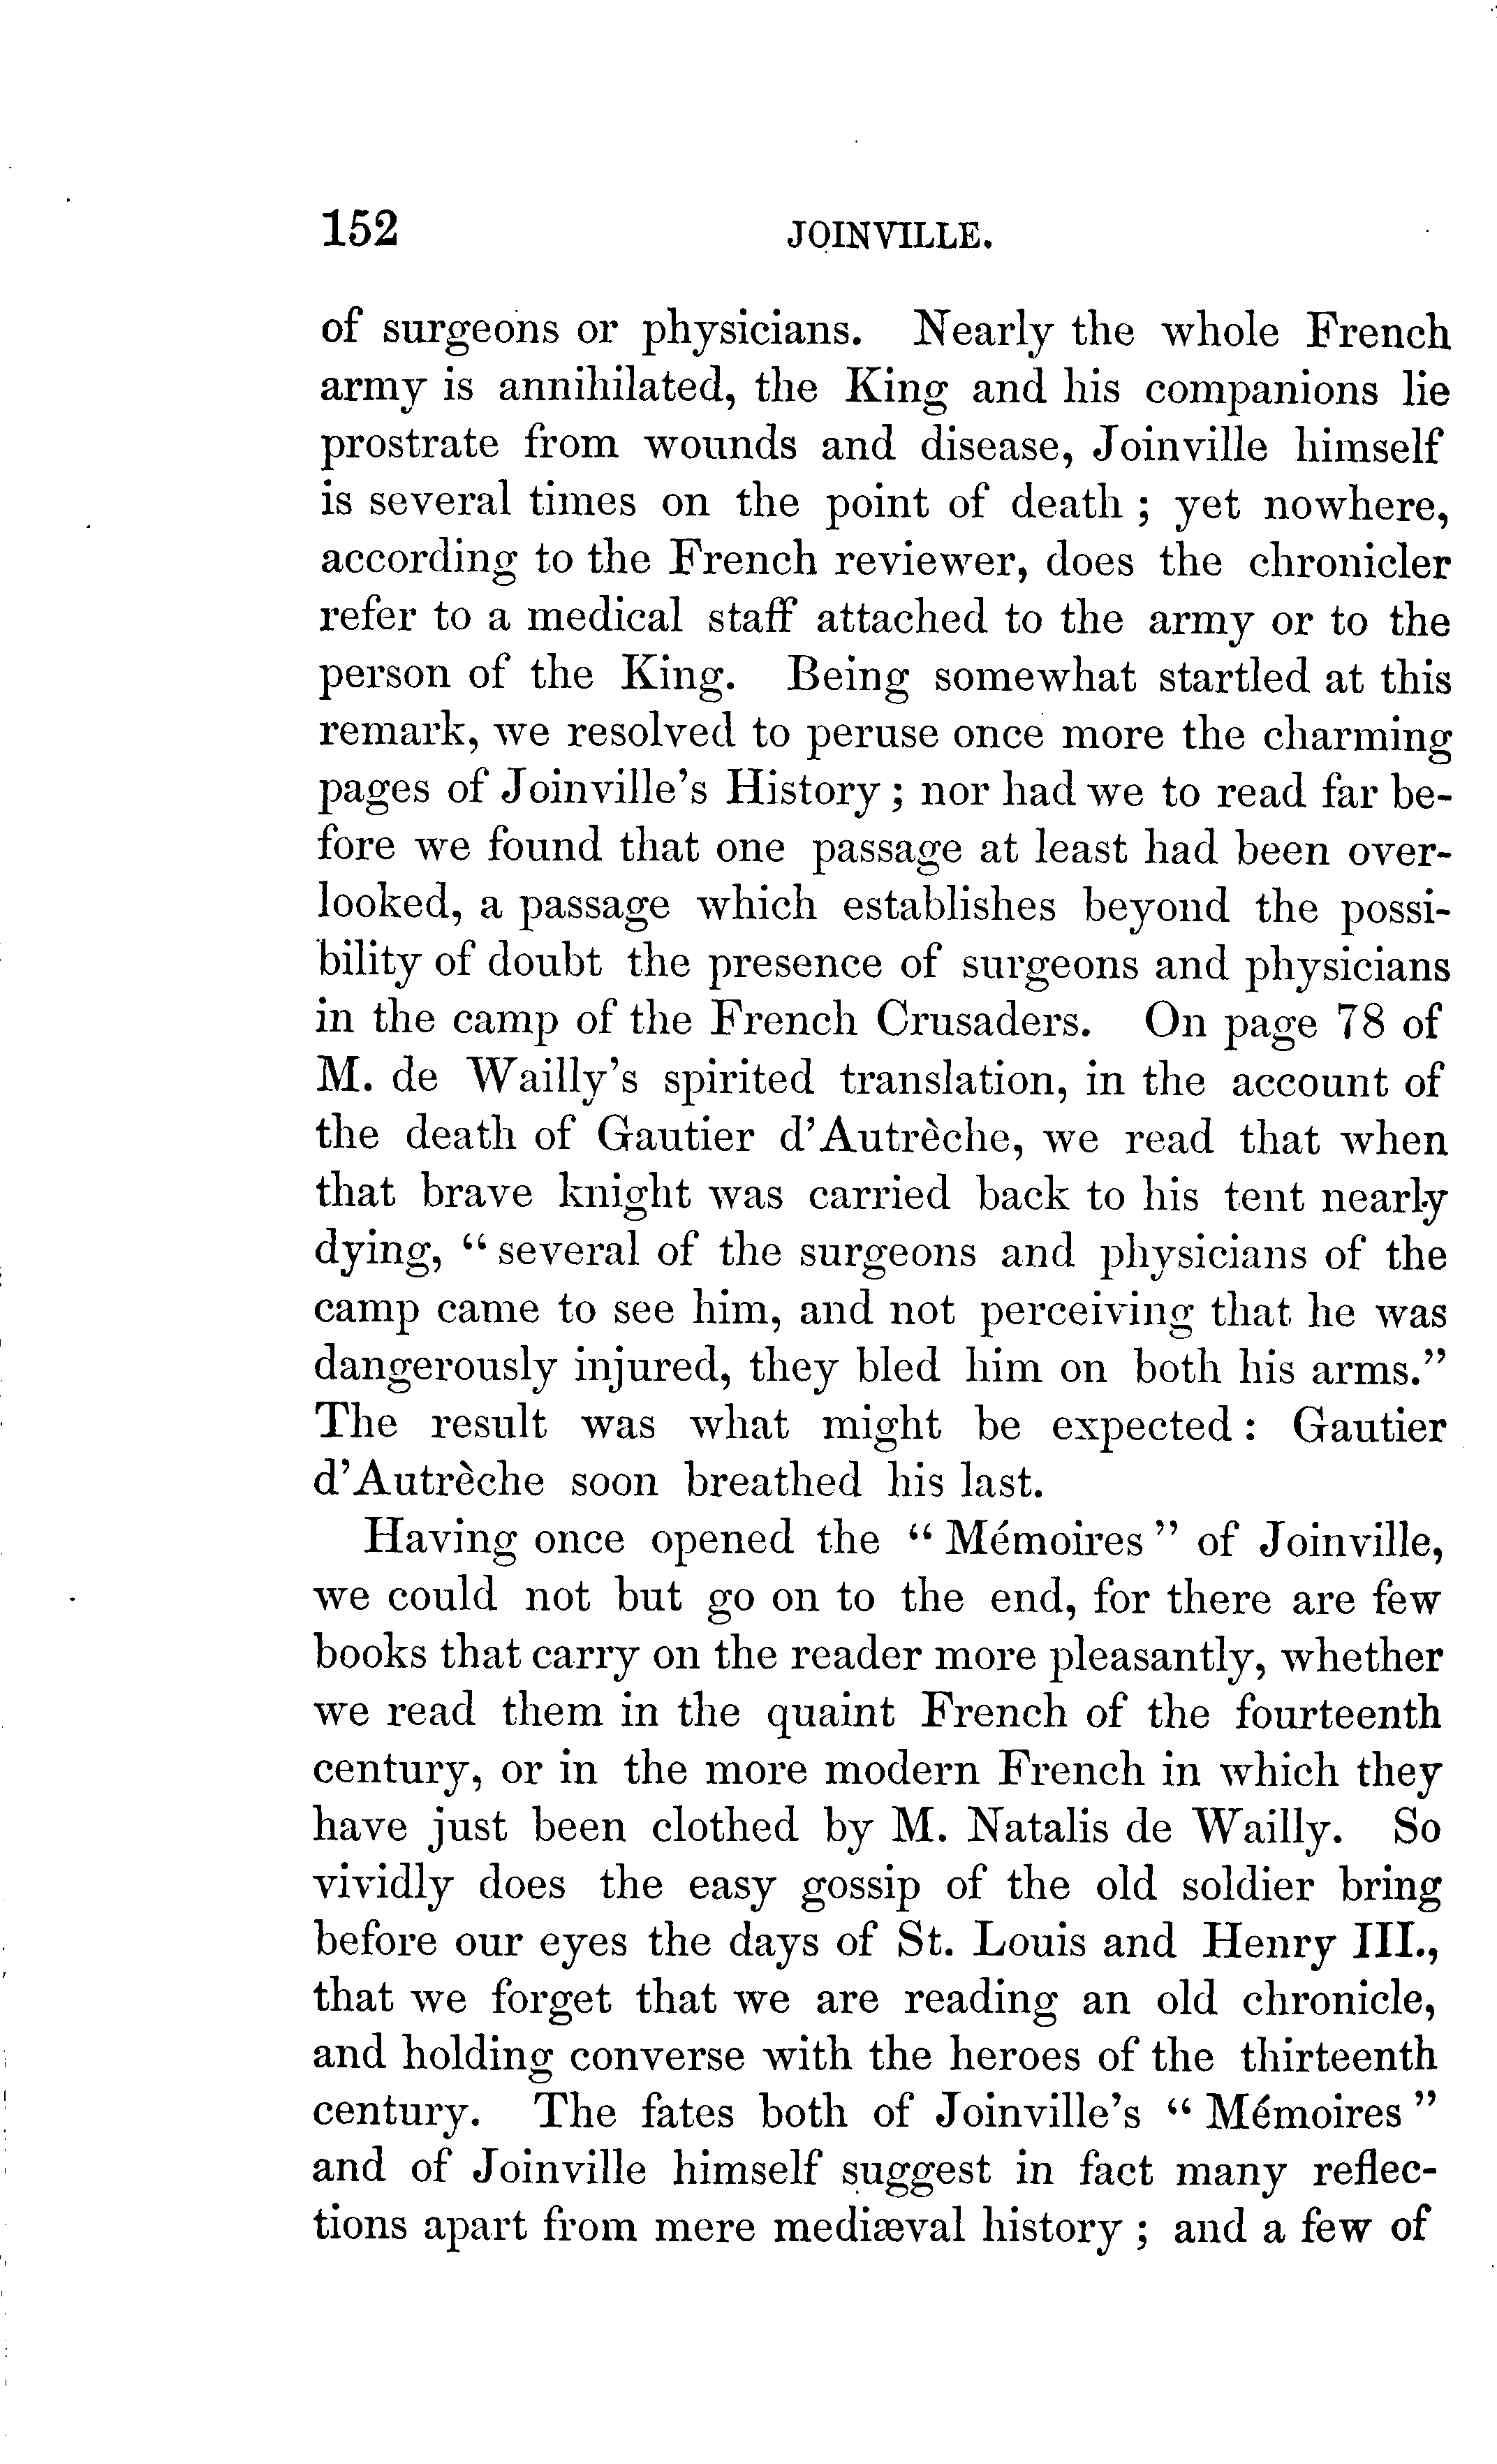 152 JOINVILLE.
of surgeons or physicians. Nearly the whole French
army is annihilated, the King and his companions lie
prostrate from wounds and disease, Joinville himself
is several times on the point of death ; yet nowhere,
according to the French reviewer, does the chronicler
refer to a medical staff attached to the army or to the
person of the King. Being somewhat startled at this
remark, we resolved to peruse once more the charming
pages of Joinville's History ; nor had we to read far be-
fore we found that one passage at least had been over-
looked, a passage which establishes beyond the possi-
bility of doubt the presence of surgeons and physicians
in the camp of the French Crusaders. On page 78 of
M. de Wailly's spirited translation, in the account of
the death of Gautier d'Autrèche, we read that when
that brave knight was carried back to his tent nearly
dying, “ several of the surgeons and physicians of the
camp came to see him, and not perceiving that he was
dangerously injured, they bled him on both his arms.”
The result was what might be expected : Gautier
d'Autrèche soon breathed his last.
Having once opened the “ Mémoires ” of Joinville,
we could not but go on to the end, for there are few
books that carry on the reader more pleasantly, whether
we read them in the quaint French of the fourteenth
century, or in the more modern French in which they
have just been clothed by M. Natalis de Wailly. So
vividly does the easy gossip of the old soldier bring
before our eyes the days of St. Louis and Henry III.,
that we forget that we are reading an old chronicle,
and holding converse with the heroes of the thirteenth
century. The fates both of Joinville's “ Mémoires ”
and of Joinville himself suggest in fact many reflec-
tions apart from mere mediæval history ; and a few of